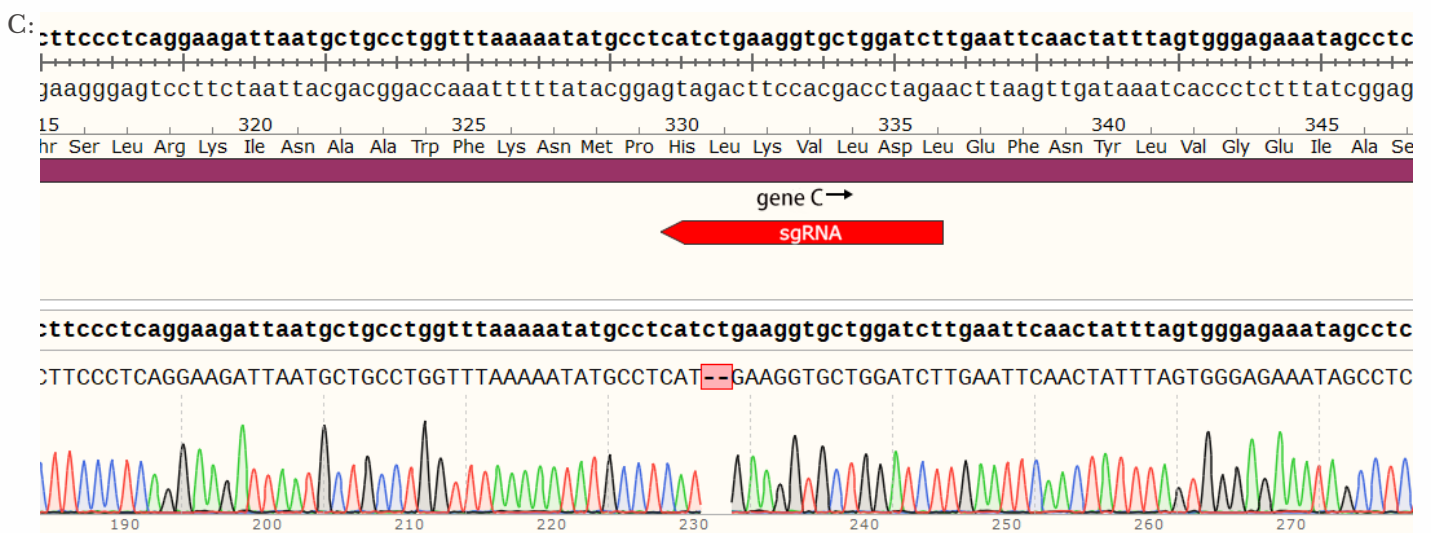 C:
cttccctcaggaagattaatgctgcctggtttaaaaatatgcctcatctgaaggtgctggatcttgaattcaactatttagtgggagaaatagcctc
gaagggagtccttctaattacgacggaccaaatttttatacggagtagacttccacgacctagaacttaagttgataaatcaccctctttatcggag
15 320 325 330 335 340 345
hr Ser Leu Arg Lys Ile Asn Ala Ala Trp Phe Lys Asn Met Pro His Leu Lys Val Leu Asp Leu Glu Phe Asn Tyr Leu Val Gly Glu Ile Ala Se
gene C→
sgRNA
cttccctcaggaagattaatgctgcctggtttaaaaatatgcctcatctgaaggtgctggatcttgaattcaactatttagtgggagaaatagcctc
CTTCCCTCAGGAAGATTAATGCTGCCTGGTTTAAAAATATGCCTCAT--GAAGGTGCTGGATCTTGAATTCAACTATTTAGTGGGAGAAATAGCCTC
190 200 210 220 230 240 250 260 270